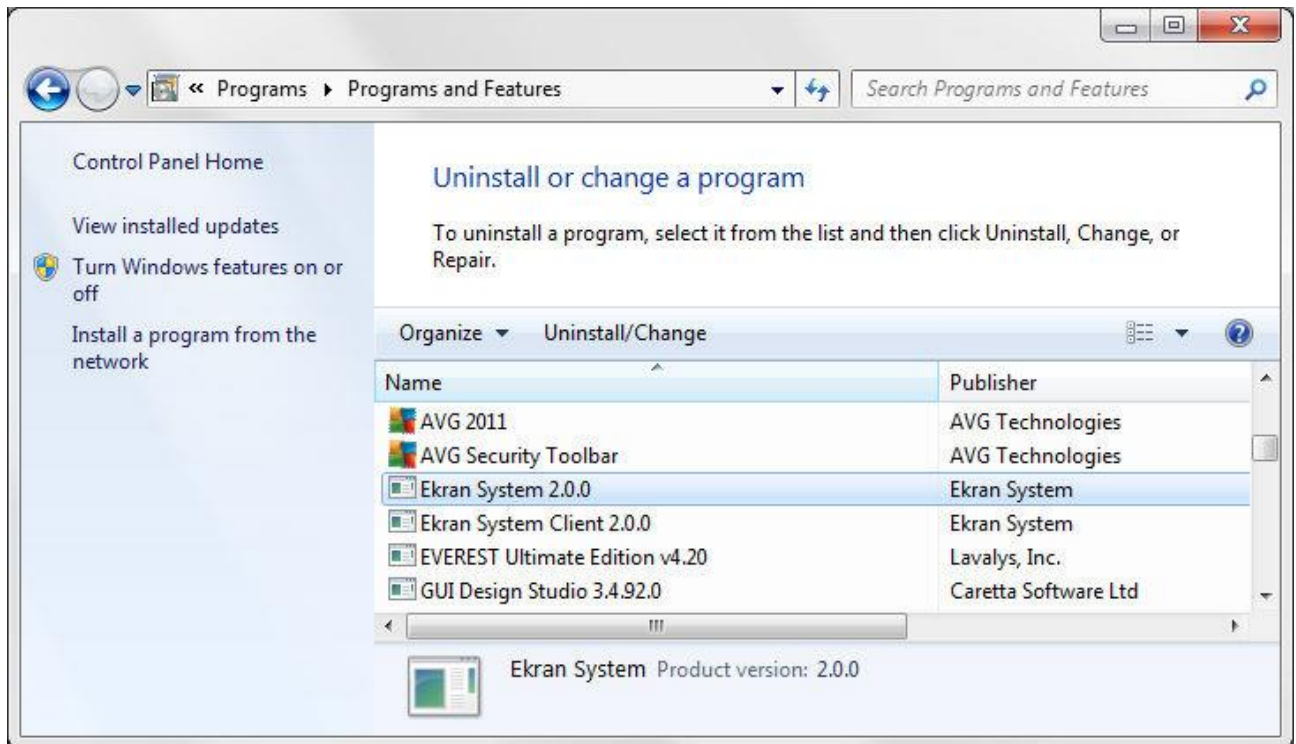 « Programs ▸ Programs and Features
Search Programs and Features
Control Panel Home
View installed updates
Turn Windows features on or
off
Install a program from the
network
Uninstall or change a program
To uninstall a program, select it from the list and then click Uninstall, Change, or
Repair.
Organize Uninstall/Change
Name Publisher
AVG 2011 AVG Technologies
AVG Security Toolbar AVG Technologies
Ekran System 2.0.0 Ekran System
Ekran System Client 2.0.0 Ekran System
EVEREST Ultimate Edition v4.20 Lavalys, Inc.
GUI Design Studio 3.4.92.0 Caretta Software Ltd
Ekran System Product version: 2.0.0